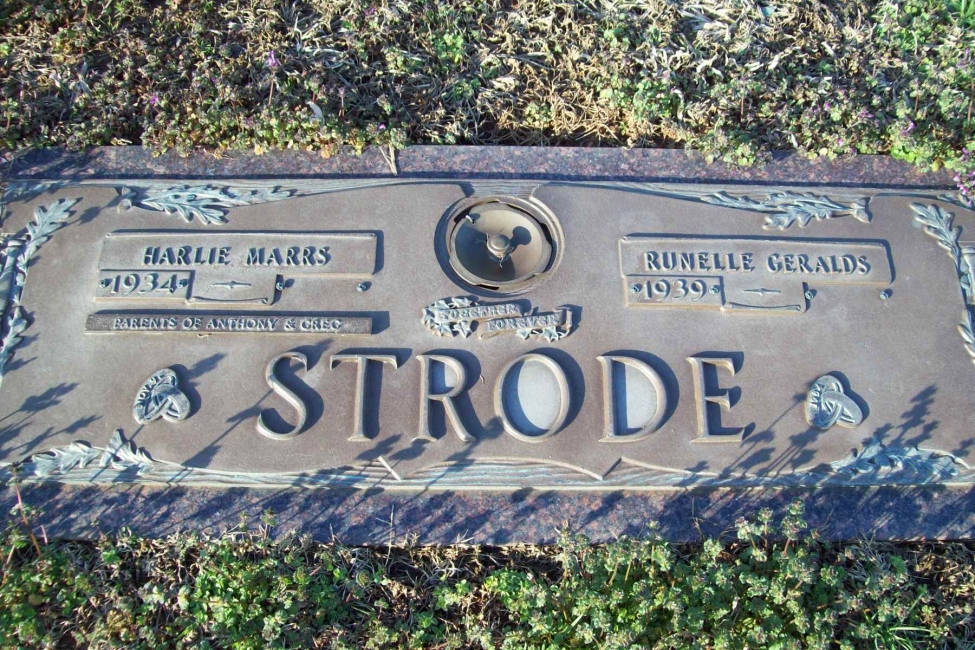 HARLIE MARRS
1934
PARENTS OF ANTHONY & GREG
RUNELLE GERALDS
1939
TOGETHER
FOREVER
STRODE